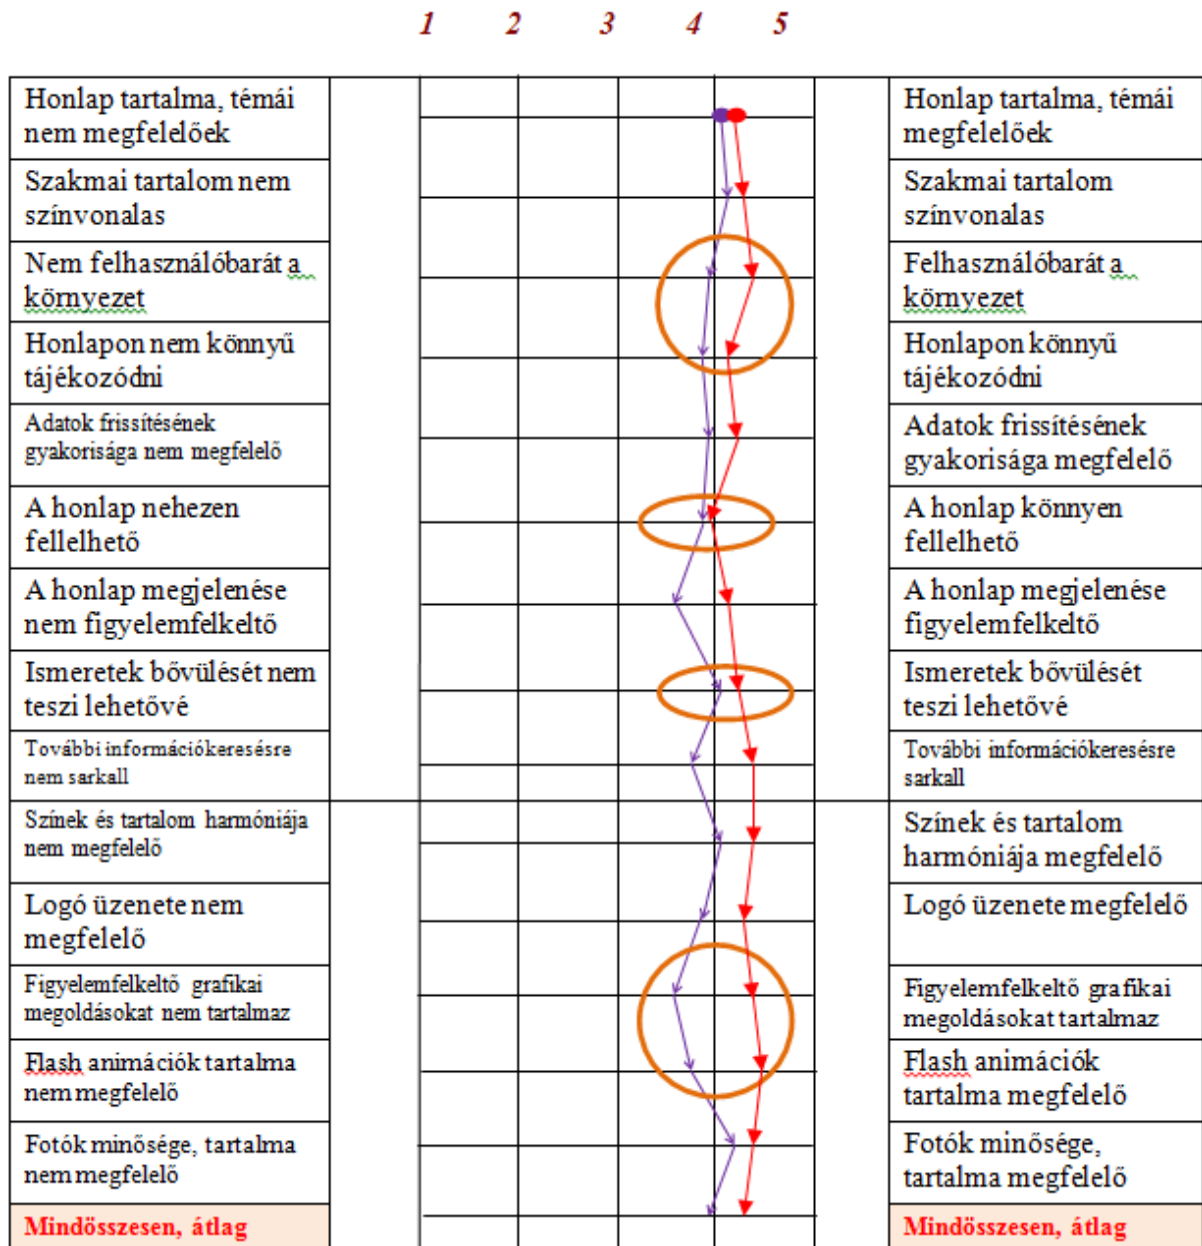 1 2 3 4 5
Honlap tartalma, témái
nem megfelelőek
Honlap tartalma, témái
megfelelőek
Szakmai tartalom nem
színvonalas
Szakmai tartalom
színvonalas
Nem felhasználóbarát a
környezet
Felhasználóbarát a
környezet
Honlapon nem könnyű
tájékozódni
Honlapon könnyű
tájékozódni
Adatok frissítésének
gyakorisága nem megfelelő
Adatok frissítésének
gyakorisága megfelelő
A honlap nehezen
fellelhető
A honlap könnyen
fellelhető
A honlap megjelenése
nem figyelemfelkeltő
A honlap megjelenése
figyelemfelkeltő
Ismeretek bővülését nem
teszi lehetővé
Ismeretek bővülését
teszi lehetővé
További információkeresésre
nem sarkall
További információkeresésre
sarkall
Színek és tartalom harmóniája
nem megfelelő
Színek és tartalom
harmóniája megfelelő
Logó üzenete nem
megfelelő
Logó üzenete megfelelő
Figyelemfelkeltő grafikai
megoldásokat nem tartalmaz
Figyelemfelkeltő grafikai
megoldásokat tartalmaz
Flash animációk tartalma
nem megfelelő
Flash animációk
tartalma megfelelő
Fotók minősége, tartalma
nem megfelelő
Fotók minősége,
tartalma megfelelő
Mindösszesen, átlag
Mindösszesen, átlag